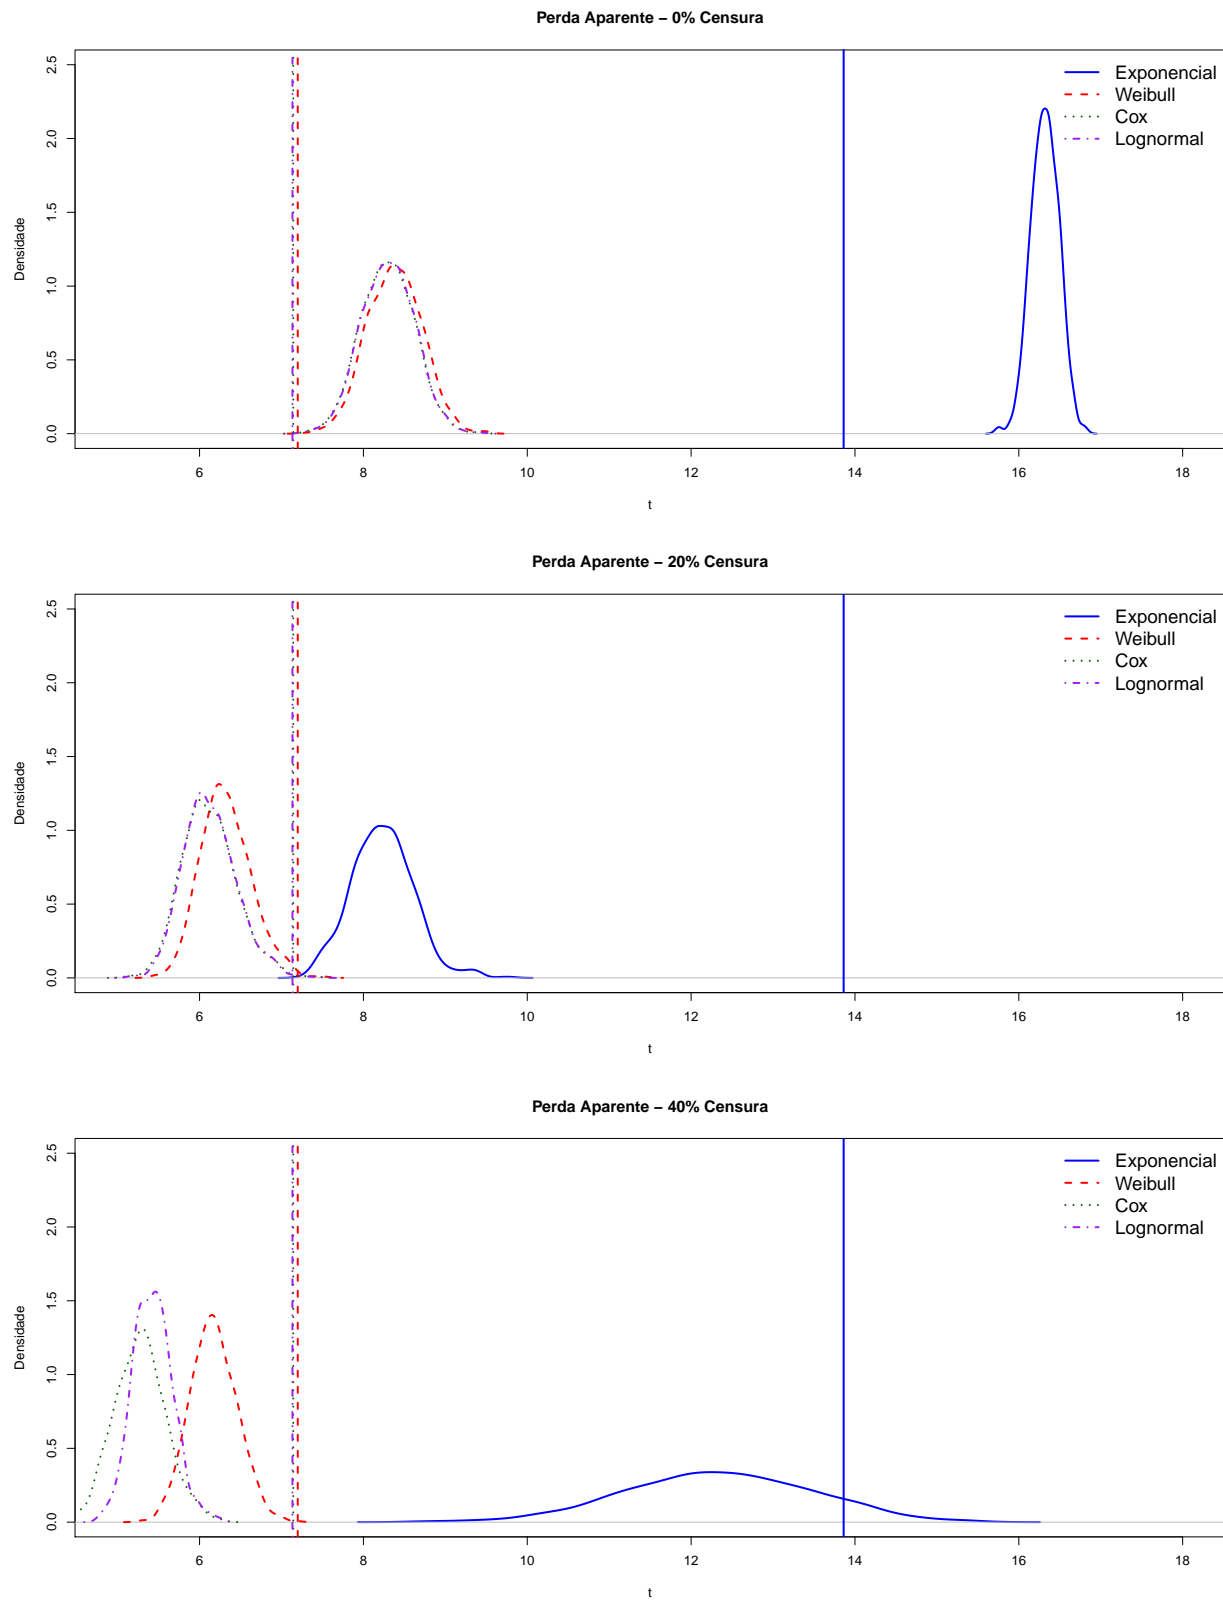 Perda Aparente – 0% Censura
Densidade
2.5
2.0
1.5
1.0
0.5
0.0
Exponencial
Weibull
Cox
Lognormal
6 8 10 12 14 16 18
t
Perda Aparente – 20% Censura
Densidade
2.5
2.0
1.5
1.0
0.5
0.0
Exponencial
Weibull
Cox
Lognormal
6 8 10 12 14 16 18
t
Perda Aparente – 40% Censura
Densidade
2.5
2.0
1.5
1.0
0.5
0.0
Exponencial
Weibull
Cox
Lognormal
6 8 10 12 14 16 18
t